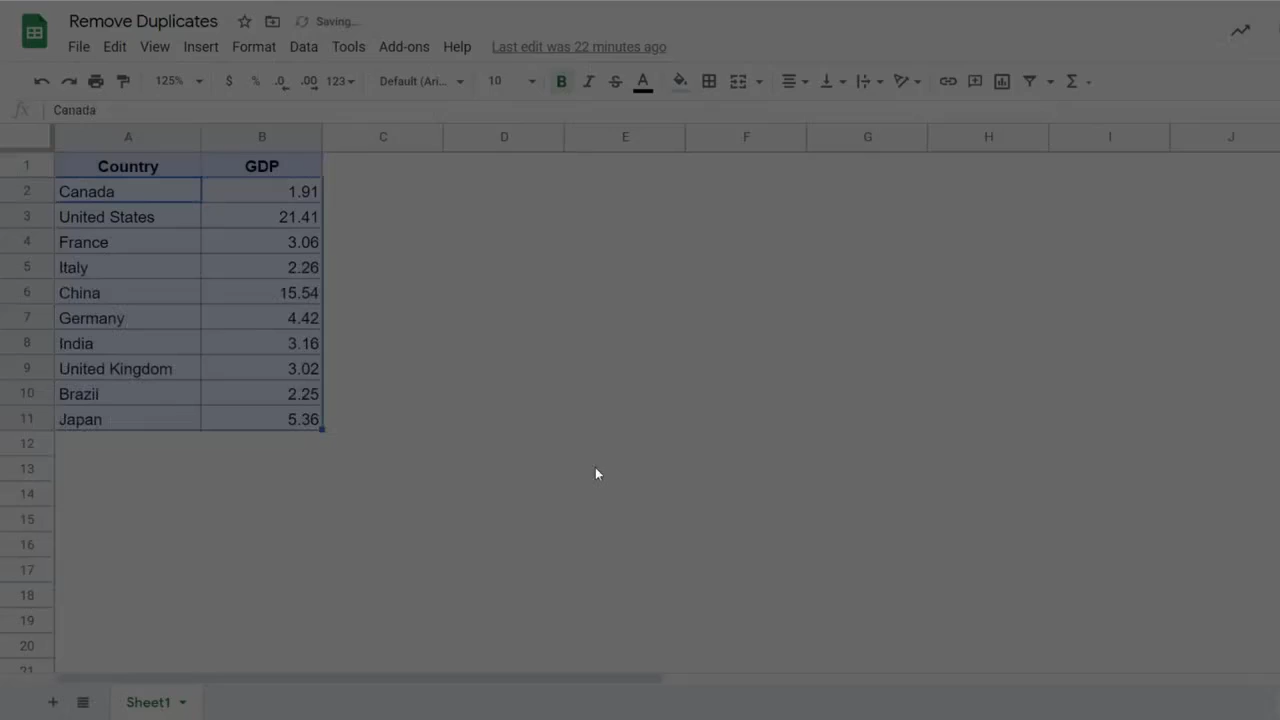 Remove Duplicates Saving...
File Edit View Insert Format Data Tools Add-ons Help Last edit was 22 minutes ago
125% $ % .0 .00 123 Default (Ari... 10 B I S A Σ
fx Canada
A B C D E F G H I J
1 Country GDP
2 Canada 1.91
3 United States 21.41
4 France 3.06
5 Italy 2.26
6 China 15.54
7 Germany 4.42
8 India 3.16
9 United Kingdom 3.02
10 Brazil 2.25
11 Japan 5.36
12
13
14
15
16
17
18
19
20
21
+ Sheet1